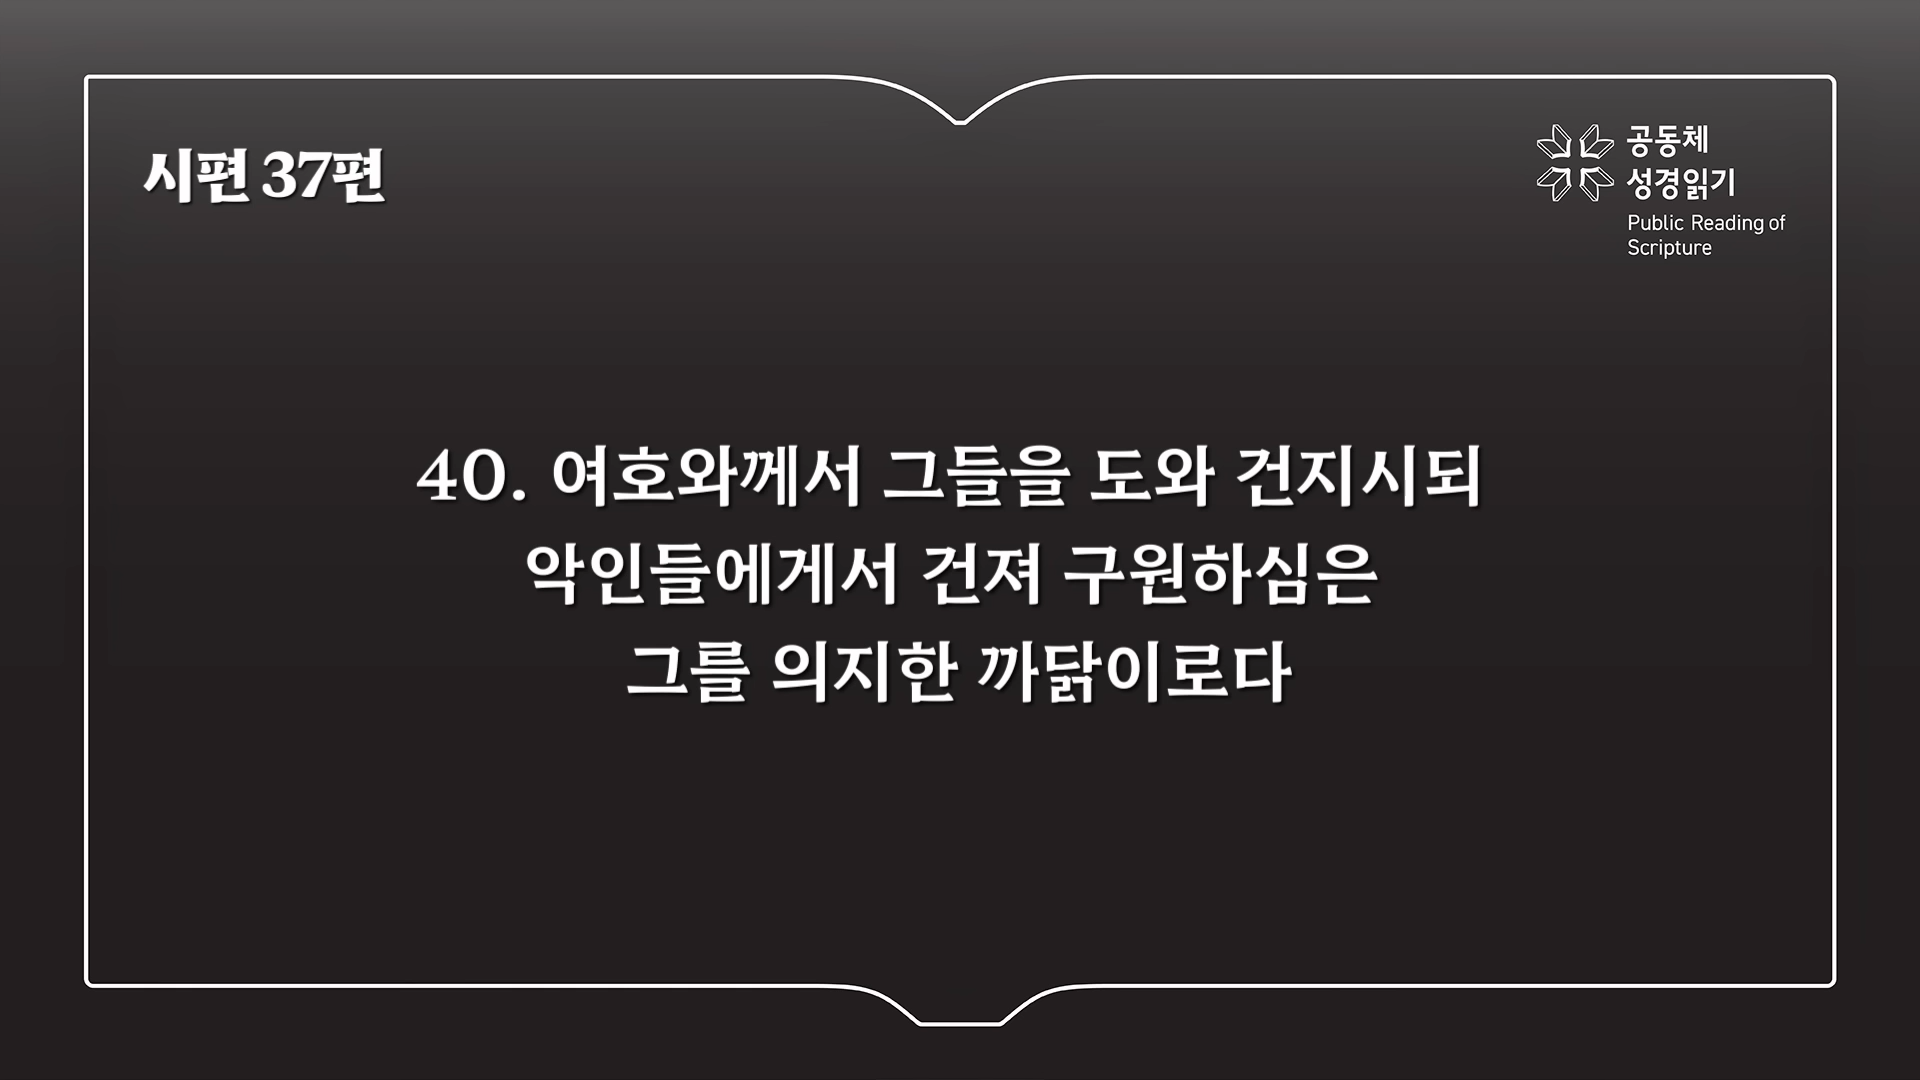 시편 37편
공동체
성경읽기
Public Reading of
Scripture
40. 여호와께서 그들을 도와 건지시되
악인들에게서 건져 구원하심은
그를 의지한 까닭이로다